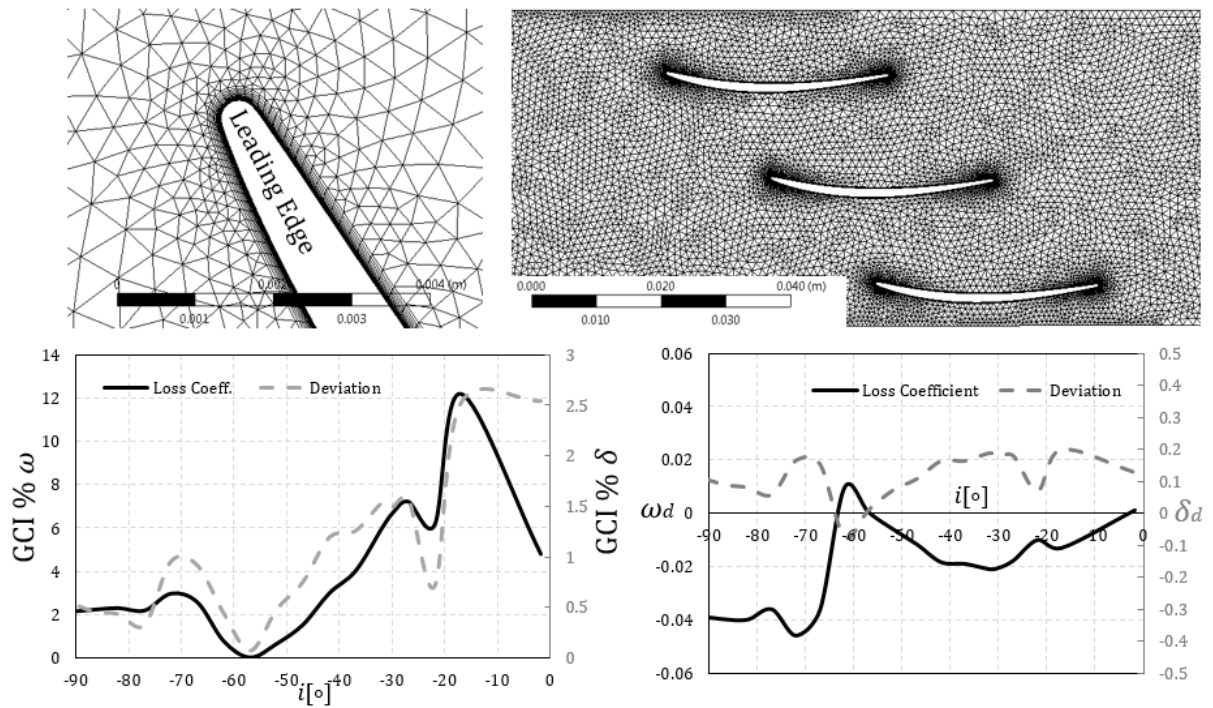 Leading Edge
0 0.002 0.004 (m)
0.001 0.003
0.000 0.020 0.040 (m)
0.010 0.030
14
12
10
8
6
4
2
0
GCI % ω
Loss Coeff. Deviation
3
2.5
2
1.5
1
0.5
0
GCI % δ
-90 -80 -70 -60 -50 -40 -30 -20 -10 0
i[∘]
0.06
0.04
0.02
0
-0.02
-0.04
-0.06
ωd
Loss Coefficient Deviation
i[∘]
-90 -80 -70 -60 -50 -40 -30 -20 -10 0
0.5
0.4
0.3
0.2
0.1
0
-0.1
-0.2
-0.3
-0.4
-0.5
δd